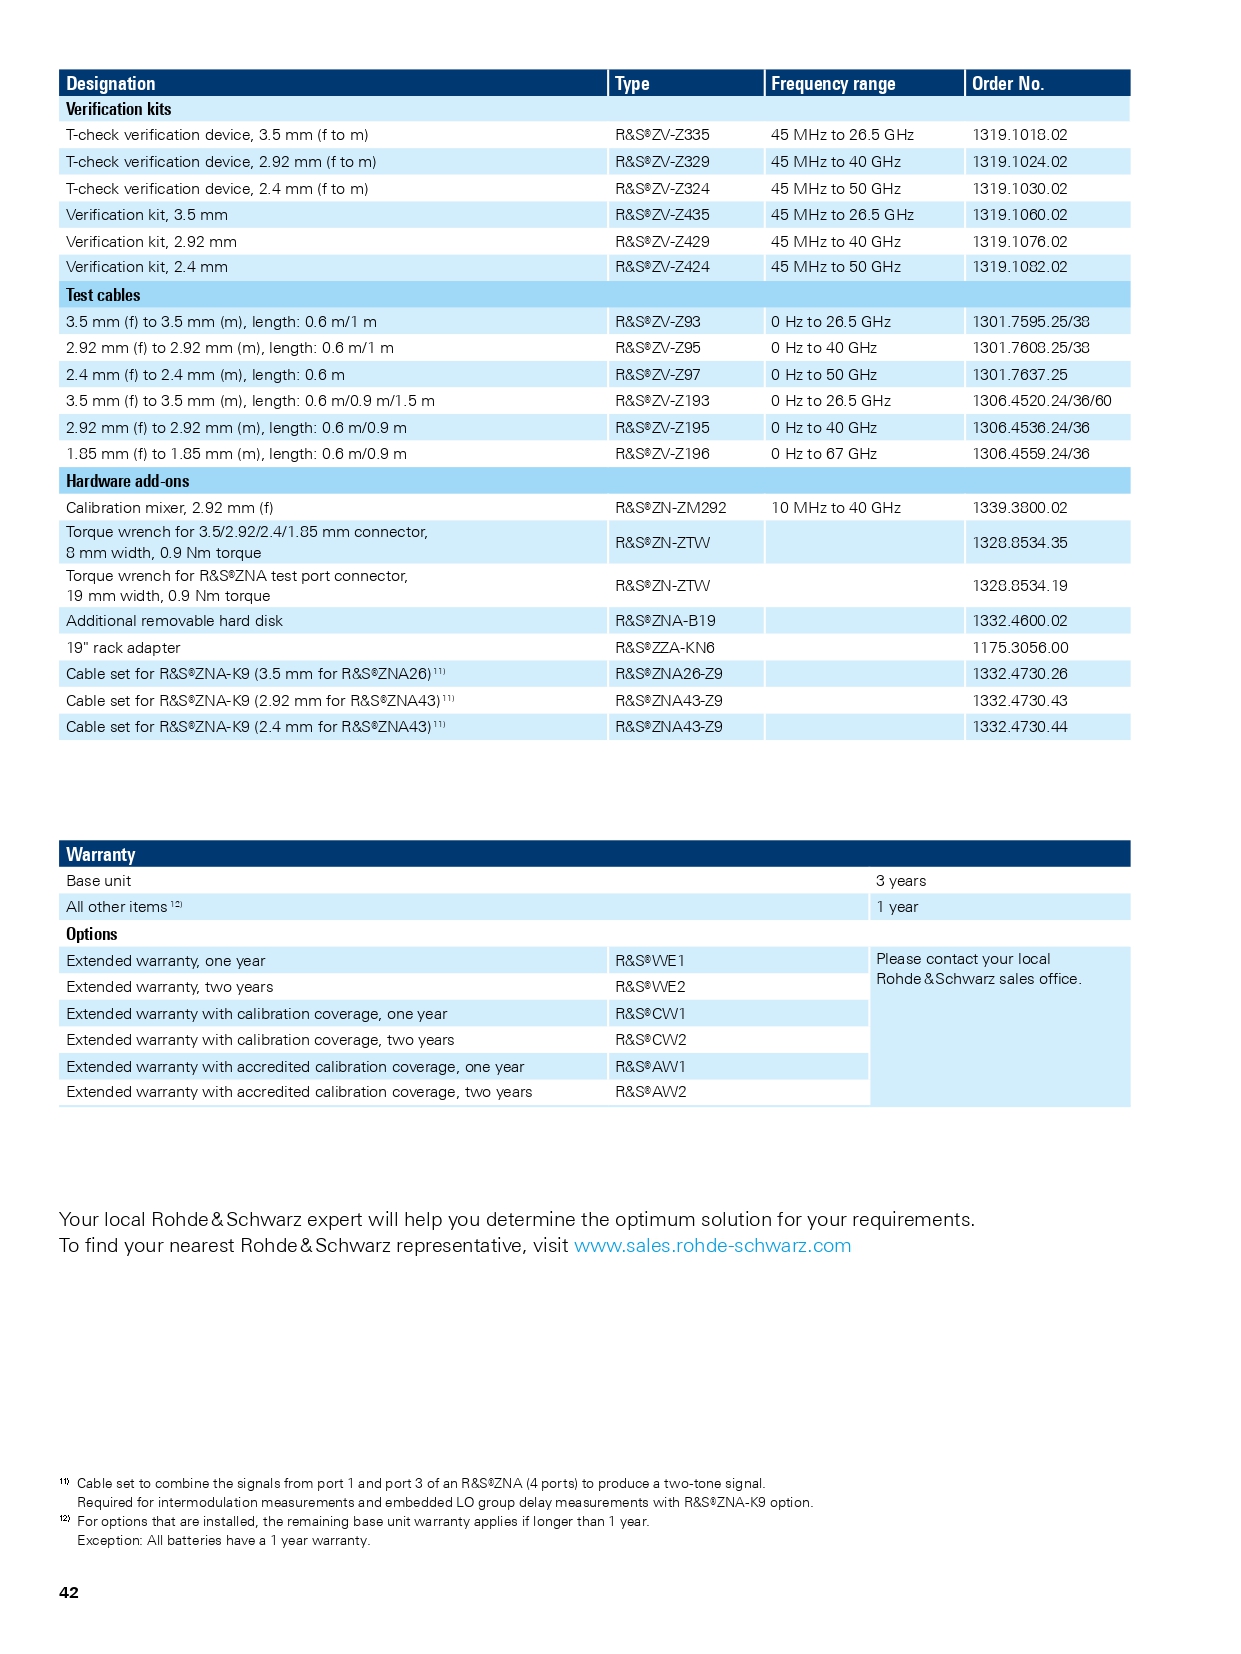 Designation Type Frequency range Order No.
Verification kits
T-check verification device, 3.5 mm (f to m) R&S®ZV-Z335 45 MHz to 26.5 GHz 1319.1018.02
T-check verification device, 2.92 mm (f to m) R&S®ZV-Z329 45 MHz to 40 GHz 1319.1024.02
T-check verification device, 2.4 mm (f to m) R&S®ZV-Z324 45 MHz to 50 GHz 1319.1030.02
Verification kit, 3.5 mm R&S®ZV-Z435 45 MHz to 26.5 GHz 1319.1060.02
Verification kit, 2.92 mm R&S®ZV-Z429 45 MHz to 40 GHz 1319.1076.02
Verification kit, 2.4 mm R&S®ZV-Z424 45 MHz to 50 GHz 1319.1082.02
Test cables
3.5 mm (f) to 3.5 mm (m), length: 0.6 m/1 m R&S®ZV-Z93 0 Hz to 26.5 GHz 1301.7595.25/38
2.92 mm (f) to 2.92 mm (m), length: 0.6 m/1 m R&S®ZV-Z95 0 Hz to 40 GHz 1301.7608.25/38
2.4 mm (f) to 2.4 mm (m), length: 0.6 m R&S®ZV-Z97 0 Hz to 50 GHz 1301.7637.25
3.5 mm (f) to 3.5 mm (m), length: 0.6 m/0.9 m/1.5 m R&S®ZV-Z193 0 Hz to 26.5 GHz 1306.4520.24/36/60
2.92 mm (f) to 2.92 mm (m), length: 0.6 m/0.9 m R&S®ZV-Z195 0 Hz to 40 GHz 1306.4536.24/36
1.85 mm (f) to 1.85 mm (m), length: 0.6 m/0.9 m R&S®ZV-Z196 0 Hz to 67 GHz 1306.4559.24/36
Hardware add-ons
Calibration mixer, 2.92 mm (f) R&S®ZN-ZM292 10 MHz to 40 GHz 1339.3800.02
Torque wrench for 3.5/2.92/2.4/1.85 mm connector,
8 mm width, 0.9 Nm torque R&S®ZN-ZTW 1328.8534.35
Torque wrench for R&S®ZNA test port connector,
19 mm width, 0.9 Nm torque R&S®ZN-ZTW 1328.8534.19
Additional removable hard disk R&S®ZNA-B19 1332.4600.02
19" rack adapter R&S®ZZA-KN6 1175.3056.00
Cable set for R&S®ZNA-K9 (3.5 mm for R&S®ZNA26) 11) R&S®ZNA26-Z9 1332.4730.26
Cable set for R&S®ZNA-K9 (2.92 mm for R&S®ZNA43) 11) R&S®ZNA43-Z9 1332.4730.43
Cable set for R&S®ZNA-K9 (2.4 mm for R&S®ZNA43) 11) R&S®ZNA43-Z9 1332.4730.44
Warranty
Base unit 3 years
All other items 12) 1 year
Options
Extended warranty, one year R&S®WE1 Please contact your local
Rohde & Schwarz sales office.
Extended warranty, two years R&S®WE2
Extended warranty with calibration coverage, one year R&S®CW1
Extended warranty with calibration coverage, two years R&S®CW2
Extended warranty with accredited calibration coverage, one year R&S®AW1
Extended warranty with accredited calibration coverage, two years R&S®AW2
Your local Rohde & Schwarz expert will help you determine the optimum solution for your requirements.
To find your nearest Rohde & Schwarz representative, visit www.sales.rohde-schwarz.com
11) Cable set to combine the signals from port 1 and port 3 of an R&S®ZNA (4 ports) to produce a two-tone signal.
Required for intermodulation measurements and embedded LO group delay measurements with R&S®ZNA-K9 option.
12) For options that are installed, the remaining base unit warranty applies if longer than 1 year.
Exception: All batteries have a 1 year warranty.
42